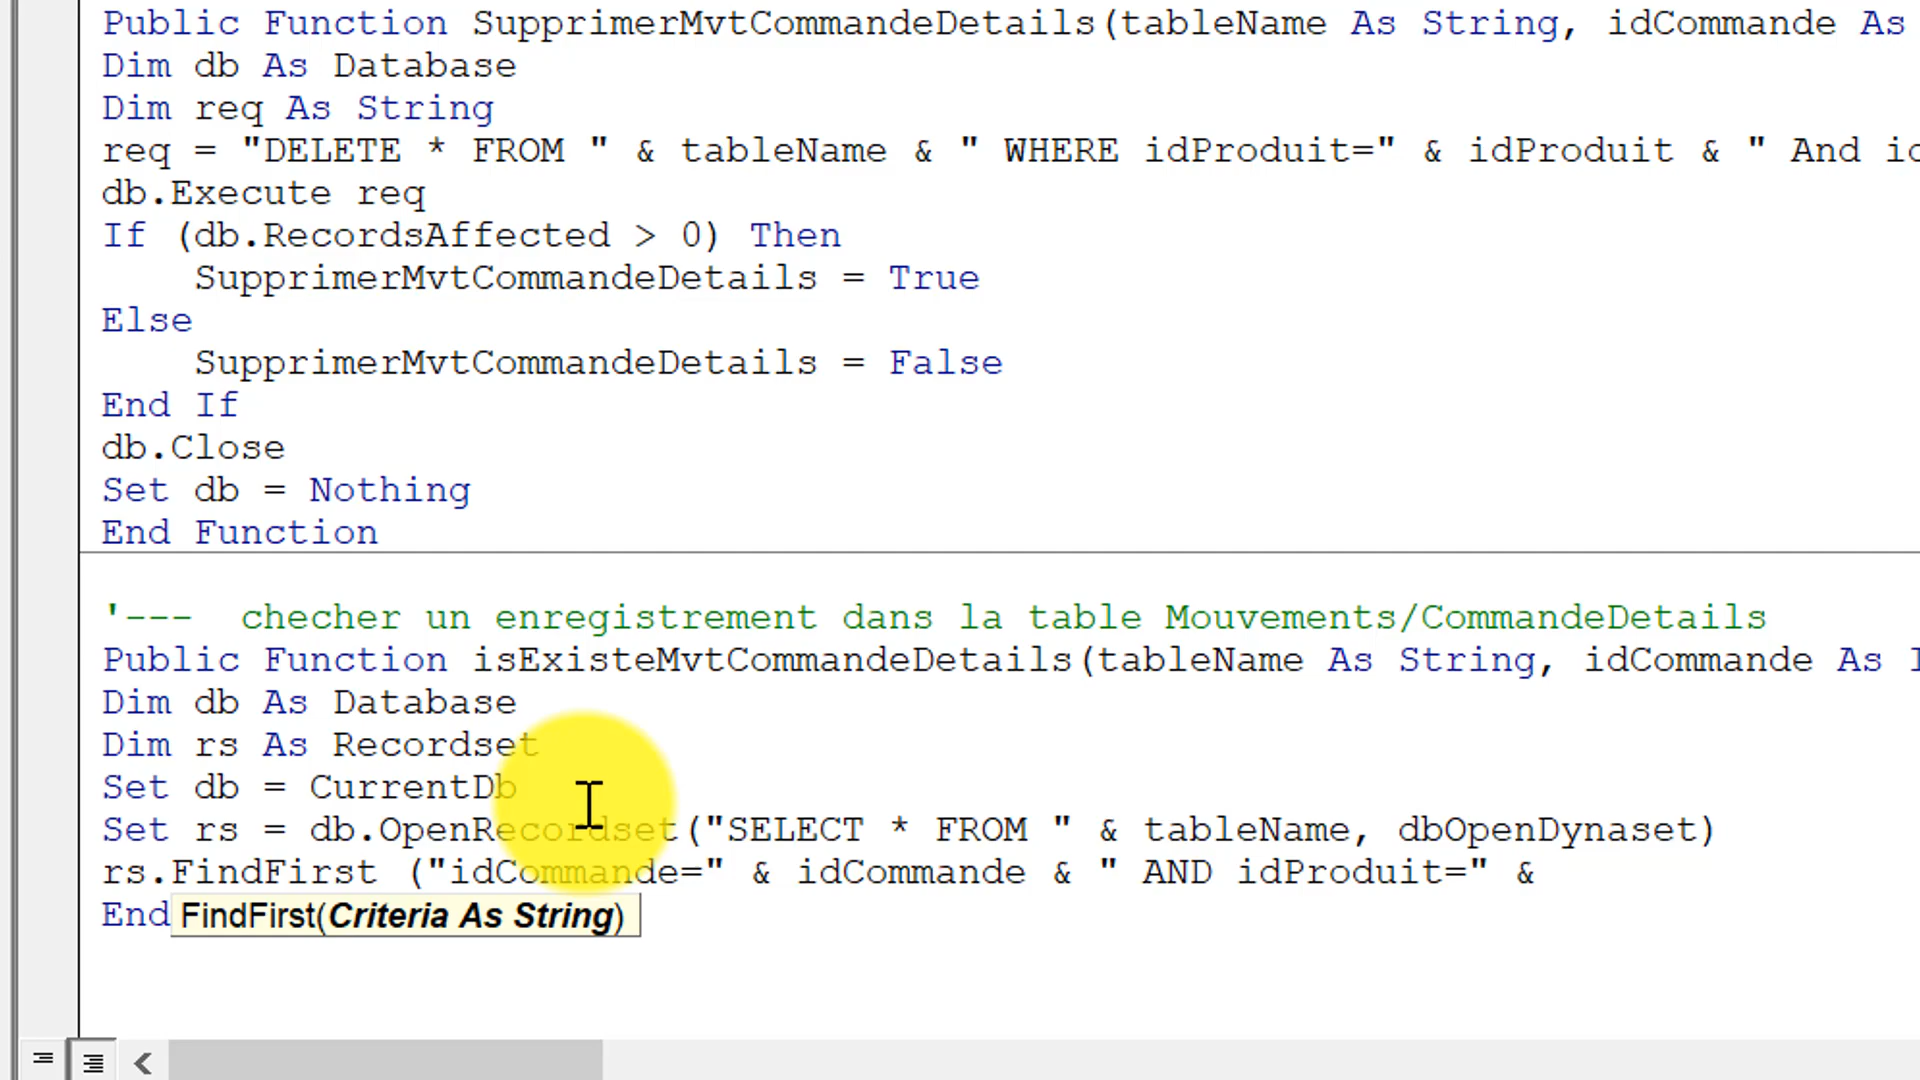 Public Function SupprimerMvtCommandeDetails(tableName As String, idCommande As
Dim db As Database
Dim req As String
req = "DELETE * FROM " & tableName & " WHERE idProduit=" & idProduit & " And
db.Execute req
If (db.RecordsAffected > 0) Then
    SupprimerMvtCommandeDetails = True
Else
    SupprimerMvtCommandeDetails = False
End If
db.Close
Set db = Nothing
End Function
'---  checher un enregistrement dans la table Mouvements/CommandeDetails
Public Function isExisteMvtCommandeDetails(tableName As String, idCommande As
Dim db As Database
Dim rs As Recordset
Set db = CurrentDb
Set rs = db.OpenRecordset("SELECT * FROM " & tableName, dbOpenDynaset)
rs.FindFirst ("idCommande=" & idCommande & " AND idProduit=" &
End
FindFirst(Criteria As String)